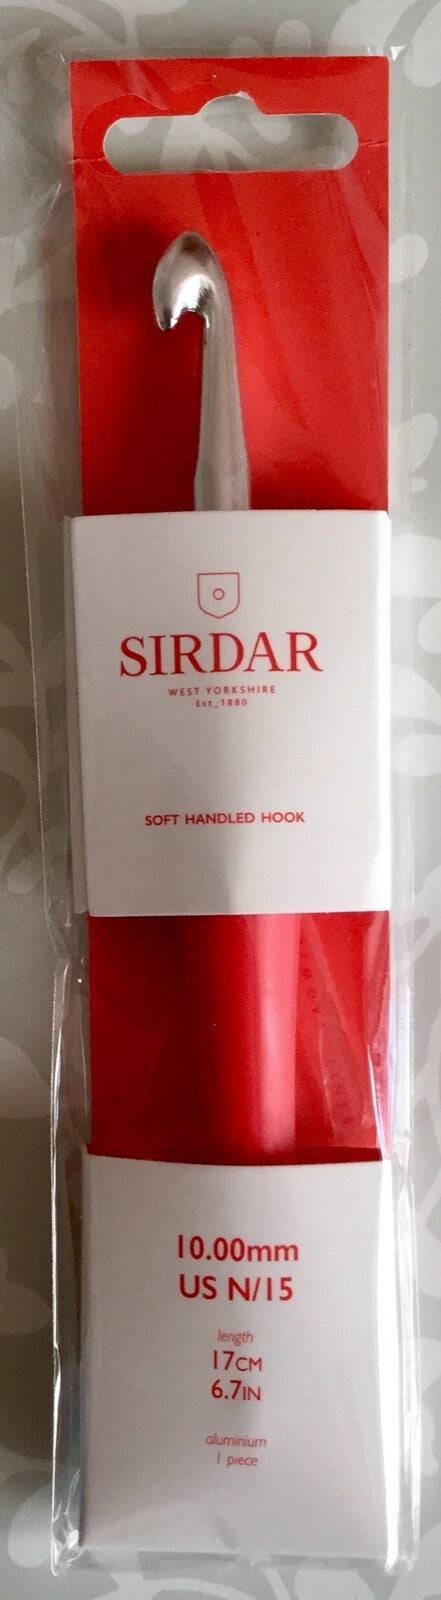 SIRDAR
WEST YORKSHIRE
Est_1880
SOFT HANDLED HOOK
10.00mm
US N/15
length
17CM
6.7IN
aluminium
1 piece